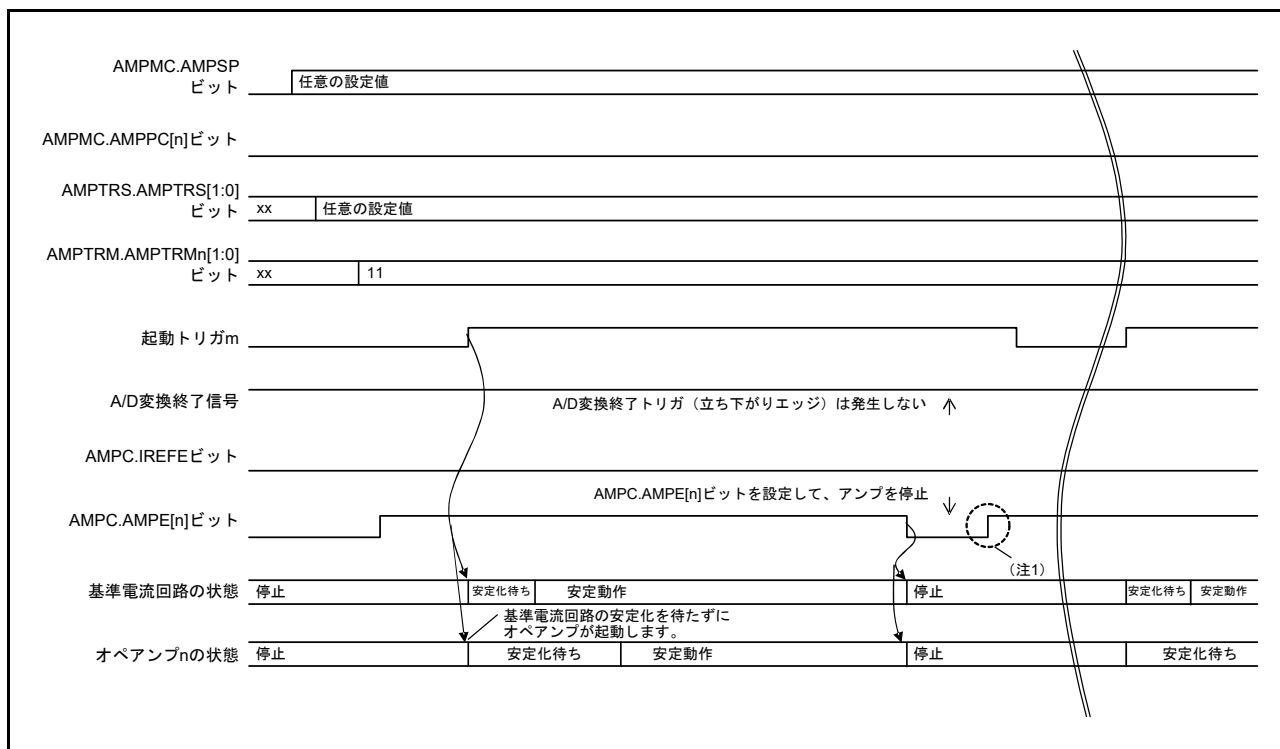 AMPMC.AMPSP
ビット
任意の設定値
AMPMC.AMPPC[n]ビット
AMPTRS.AMPTRS[1:0]
ビット
xx
任意の設定値
AMPTRM.AMPTRMn[1:0]
ビット
xx
11
起動トリガm
A/D変換終了信号
A/D変換終了トリガ（立ち下がりエッジ）は発生しない
AMPC.IREFEビット
AMPC.AMPE[n]ビットを設定して、アンプを停止
AMPC.AMPE[n]ビット
（注1）
基準電流回路の状態
停止
安定化待ち
安定動作
停止
安定化待ち
安定動作
基準電流回路の安定化を待たずに
オペアンプが起動します。
オペアンプnの状態
停止
安定化待ち
安定動作
停止
安定化待ち